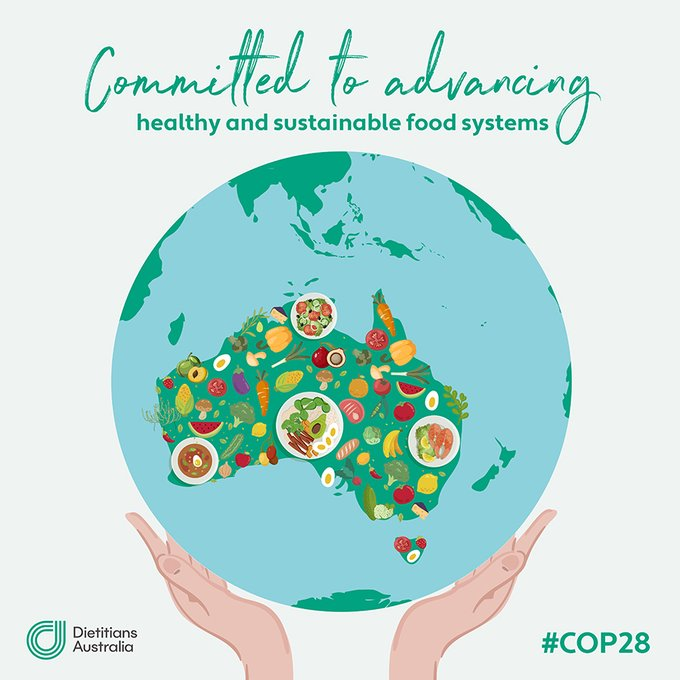 Committed to advancing
healthy and sustainable food systems
Dietitians
Australia
#COP28